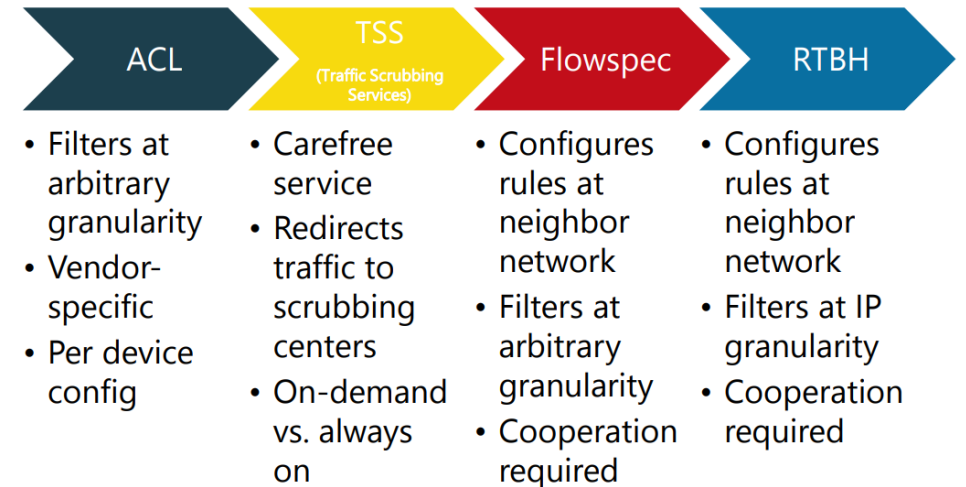 ACL
• Filters at
arbitrary
granularity
• Vendor-
specific
• Per device
config
TSS
(Traffic Scrubbing
Services)
• Carefree
service
• Redirects
traffic to
scrubbing
centers
• On-demand
vs. always
on
Flowspec
• Configures
rules at
neighbor
network
• Filters at
arbitrary
granularity
• Cooperation
required
RTBH
• Configures
rules at
neighbor
network
• Filters at IP
granularity
• Cooperation
required